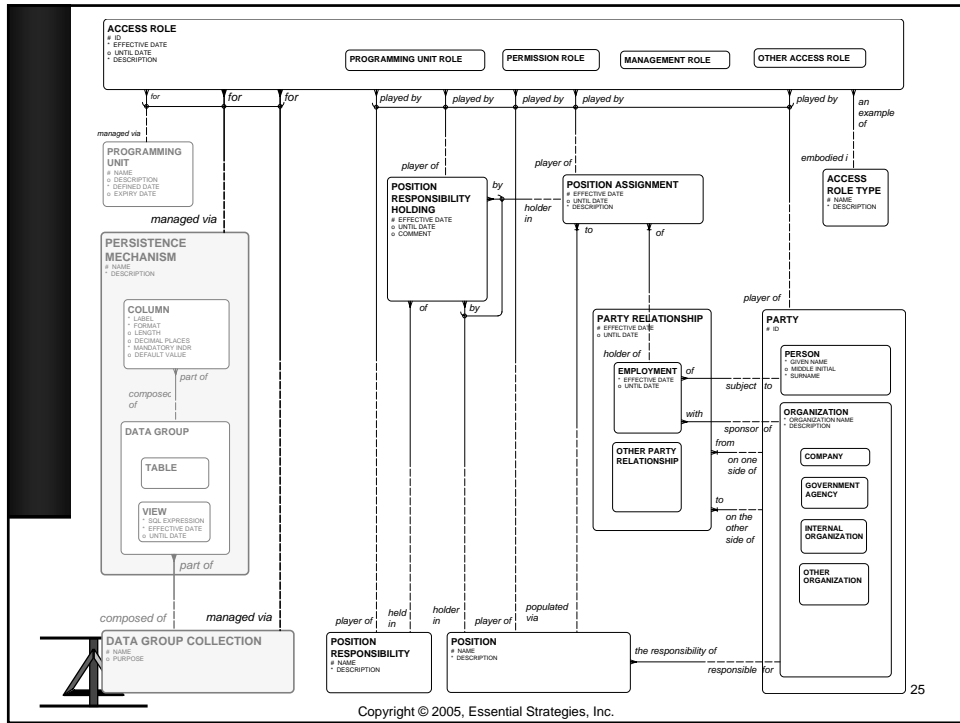 ACCESS ROLE
# ID
* EFFECTIVE DATE
o UNTIL DATE
* DESCRIPTION
PROGRAMMING UNIT ROLE
PERMISSION ROLE
MANAGEMENT ROLE
OTHER ACCESS ROLE
for
for
for
played by
played by
played by
played by
played by
an
example
of
managed via
PROGRAMMING
UNIT
# NAME
o DESCRIPTION
* DEFINED DATE
o EXPIRY DATE
player of
player of
embodied i
POSITION
RESPONSIBILITY
HOLDING
# EFFECTIVE DATE
o UNTIL DATE
o COMMENT
by
holder
in
POSITION ASSIGNMENT
# EFFECTIVE DATE
o UNTIL DATE
* DESCRIPTION
ACCESS
ROLE TYPE
# NAME
* DESCRIPTION
managed via
to
of
PERSISTENCE
MECHANISM
# NAME
* DESCRIPTION
COLUMN
* LABEL
* FORMAT
o LENGTH
o DECIMAL PLACES
* MANDATORY INDR
o DEFAULT VALUE
part of
composed
of
DATA GROUP
TABLE
VIEW
* SQL EXPRESSION
* EFFECTIVE DATE
o UNTIL DATE
part of
of
by
player of
PARTY RELATIONSHIP
# EFFECTIVE DATE
o UNTIL DATE
holder of
EMPLOYMENT
* EFFECTIVE DATE
o UNTIL DATE
of
subject to
with
sponsor of
OTHER PARTY
RELATIONSHIP
from
on one
side of
to
on the
other
side of
PARTY
# ID
PERSON
* GIVEN NAME
o MIDDLE INITIAL
* SURNAME
ORGANIZATION
* ORGANIZATION NAME
* DESCRIPTION
COMPANY
GOVERNMENT
AGENCY
INTERNAL
ORGANIZATION
OTHER
ORGANIZATION
composed of
managed via
player of
held
in
holder
in
player of
populated
via
DATA GROUP COLLECTION
# NAME
o PURPOSE
POSITION
RESPONSIBILITY
# NAME
* DESCRIPTION
POSITION
# NAME
* DESCRIPTION
the responsibility of
responsible for
25
Copyright © 2005, Essential Strategies, Inc.